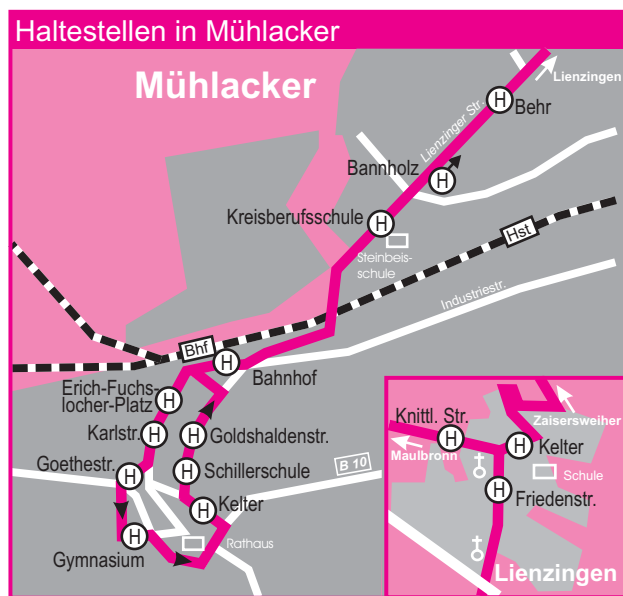 Haltestellen in Mühlacker
Mühlacker
Lienzingen
H
Behr
Lienzinger Str.
Bannholz
H
Kreisberufsschule
H
Steinbeis-
schule
Hst
Industriestr.
Bhf
H
Bahnhof
Erich-Fuchs-
locher-Platz
H
Karlstr.
H
H
Goldshaldenstr.
Goethestr.
H
H
Schillerschule
B 10
H
Kelter
Gymnasium
H
Rathaus
Knittl. Str.
H
Zaisersweiher
Maulbronn
H
Kelter
Schule
H
Friedenstr.
Lienzingen